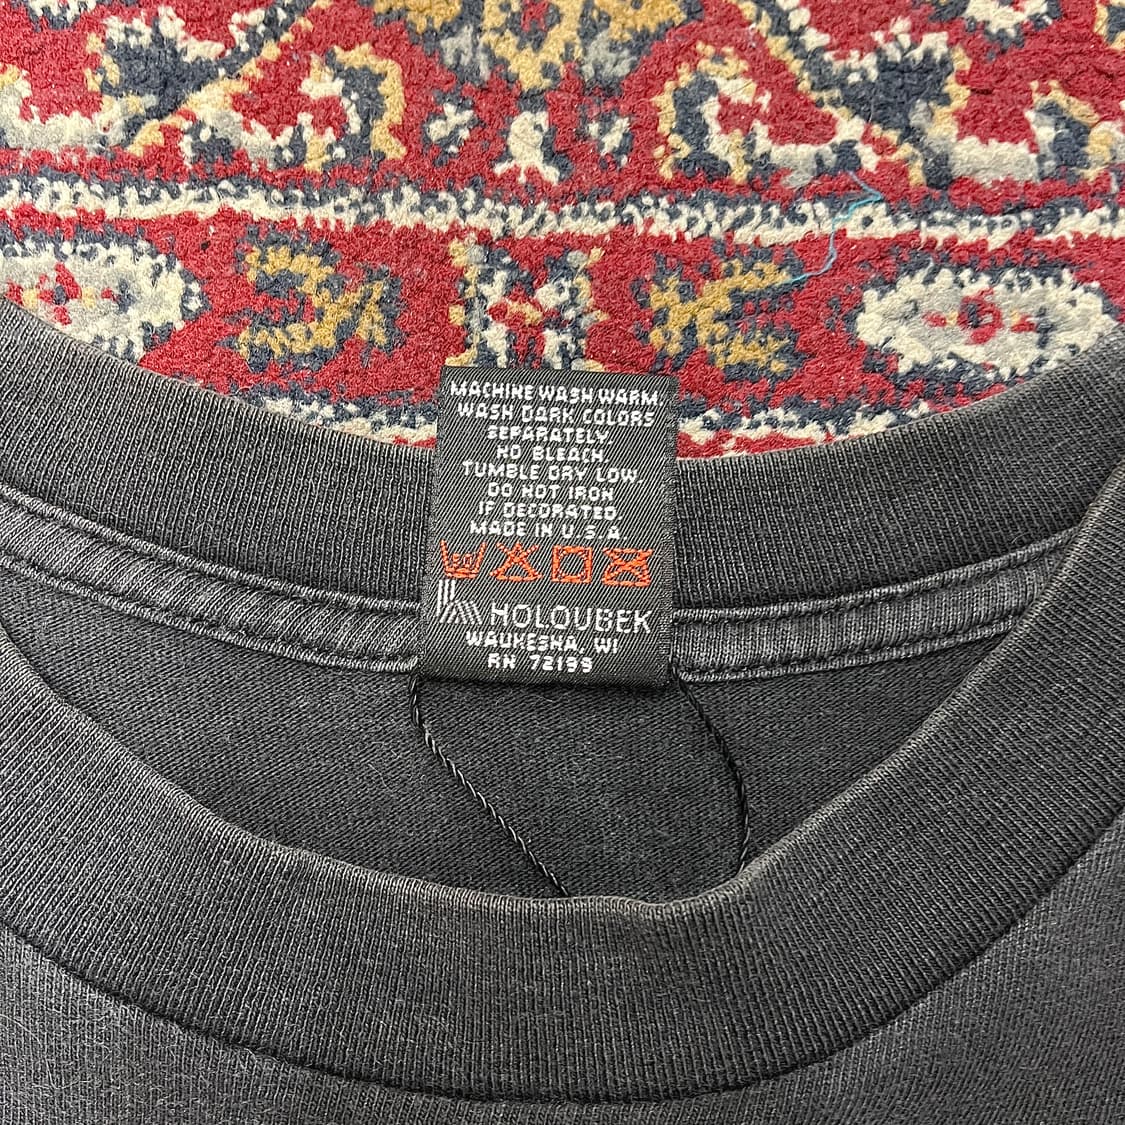 MACHINE WASH WARM.
WASH DARK COLORS
SEPARATELY
NO BLEACH.
TUMBLE DRY LOW.
DO NOT IRON
IF DECORATED
MADE IN U.S.A
50
HOLOUBEK
WAUKESHA, WI
RN 72199